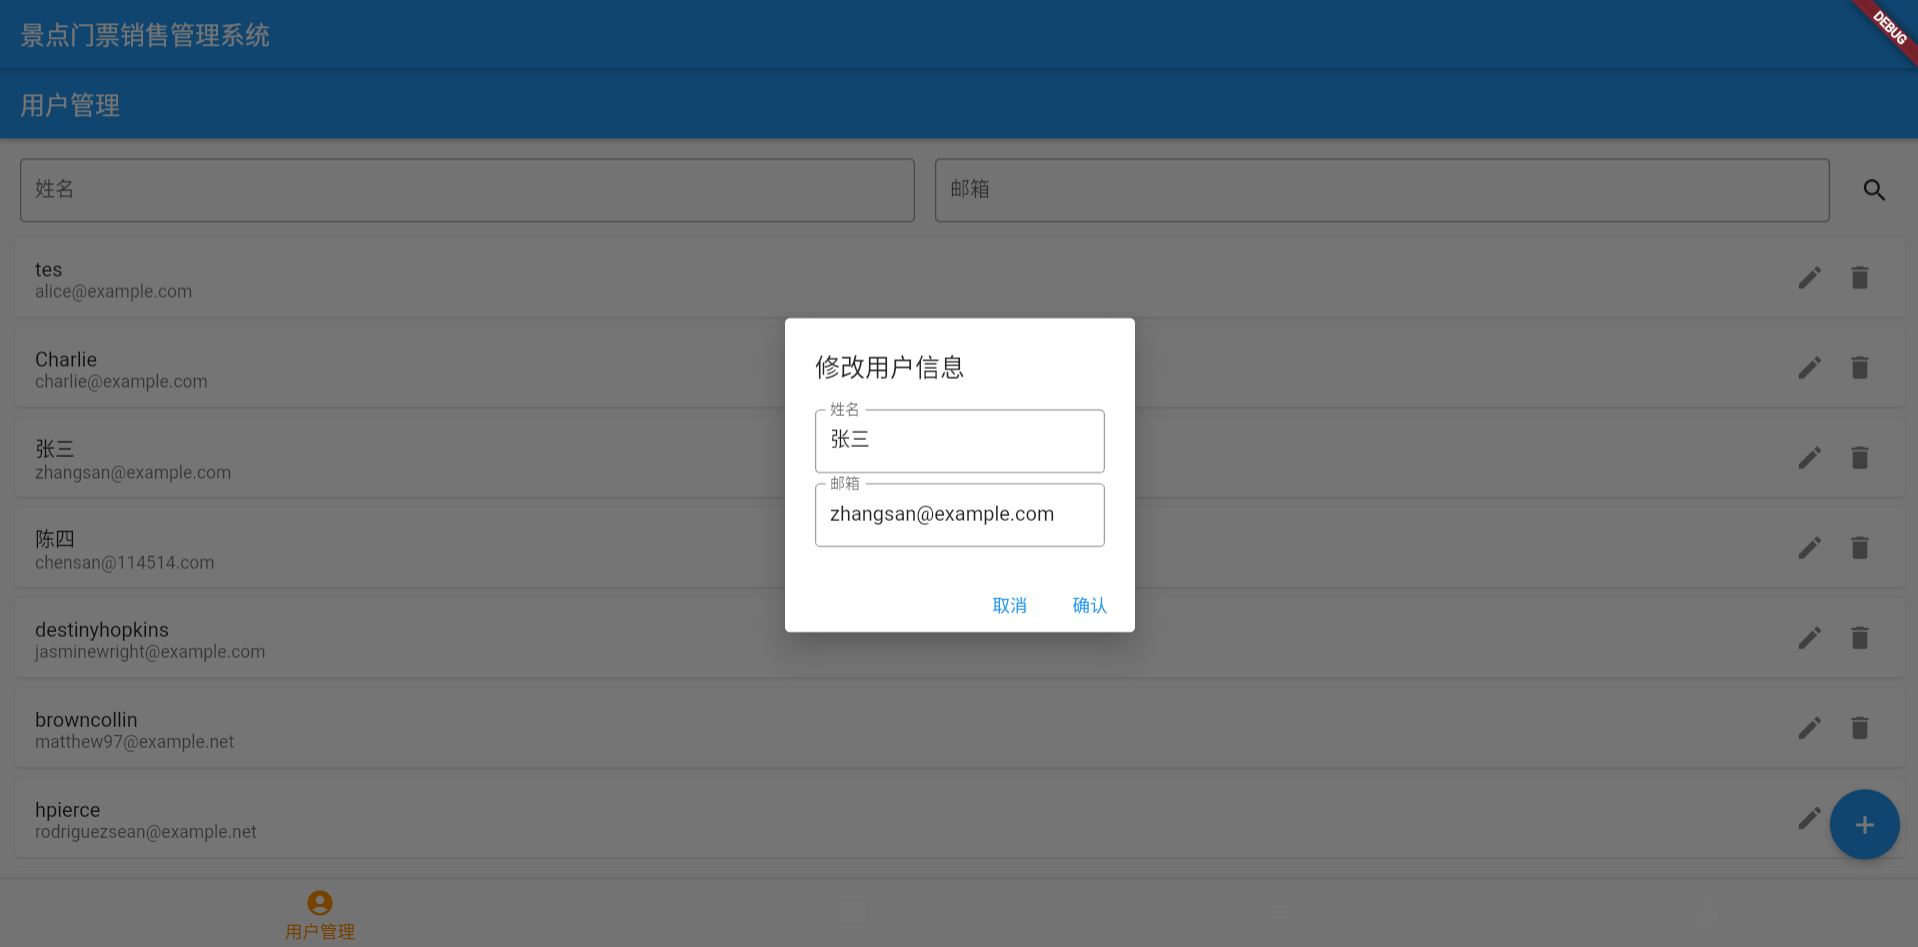 景点门票销售管理系统
DEBUG
用户管理
姓名
邮箱
tes
alice@example.com
Charlie
charlie@example.com
张三
zhangsan@example.com
陈四
chensan@114514.com
destinyhopkins
jasminewright@example.com
browncollin
matthew97@example.net
hpierce
rodriguezsean@example.net
修改用户信息
姓名
张三
邮箱
zhangsan@example.com
取消
确认
用户管理